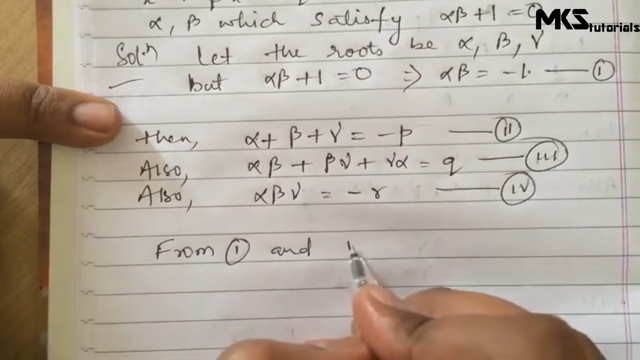 α, β which satisfy αβ+1=0
MKS tutorials
Solⁿ Let the roots be α, β, γ
but αβ+1=0 ⇒ αβ=-1. — (i)
then, α+β+γ=-p — (ii)
Also, αβ+βγ+γα=q — (iii)
Also, αβγ=-r — (iv)
From (i) and